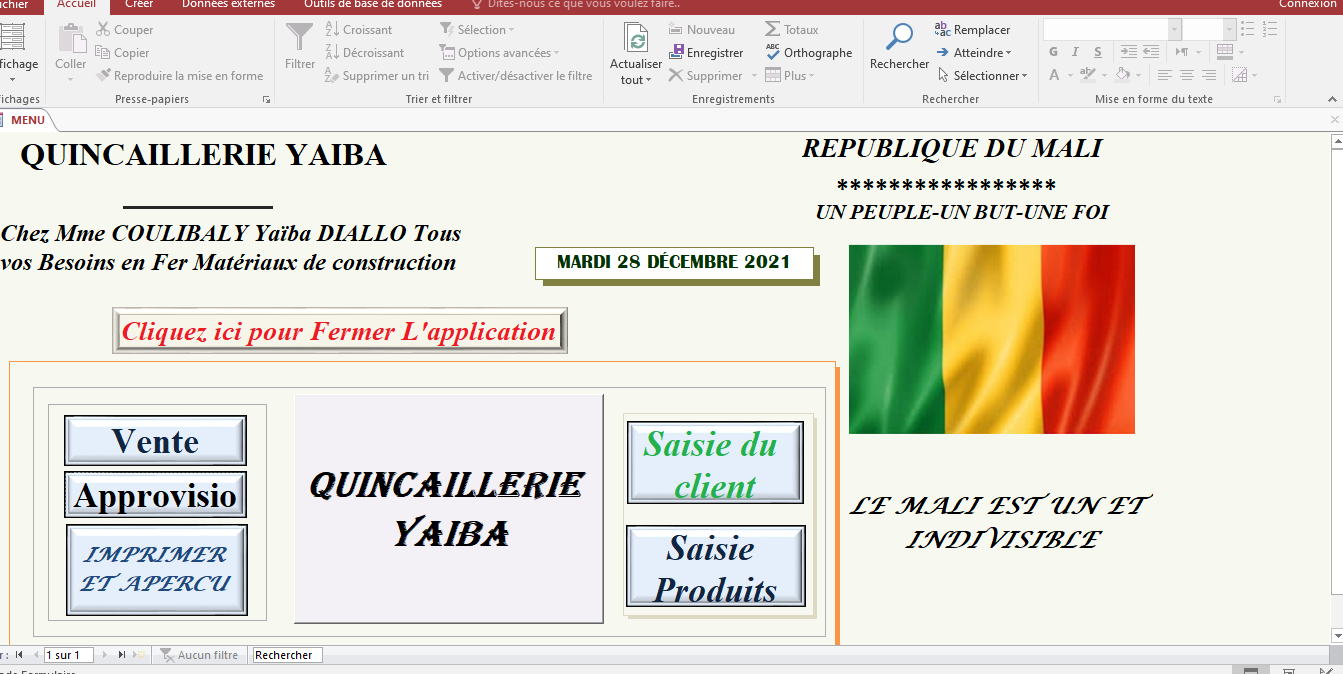 Accueil
Créer
Données externes
Outils de base de données
Dites-nous ce que vous voulez faire..
Connexion
Coller
Couper
Copier
Reproduire la mise en forme
Presse-papiers
Filtrer
Croissant
Décroissant
Supprimer un tri
Sélection
Options avancées
Activer/désactiver le filtre
Trier et filtrer
Actualiser
tout
Nouveau
Enregistrer
Supprimer
Totaux
Orthographe
Plus
Enregistrements
Rechercher
Remplacer
Atteindre
Sélectionner
Rechercher
G I S
A
Mise en forme du texte
MENU
QUINCAILLERIE YAIBA
Chez Mme COULIBALY Yaïba DIALLO Tous
vos Besoins en Fer Matériaux de construction
REPUBLIQUE DU MALI
*****************
UN PEUPLE-UN BUT-UNE FOI
MARDI 28 DÉCEMBRE 2021
Cliquez ici pour Fermer L'application
Vente
Approvisio
IMPRIMER
ET APERCU
QUINCAILLERIE
YAIBA
Saisie du
client
Saisie
Produits
LE MALI EST UN ET
INDIVISIBLE
1 sur 1
Aucun filtre
Rechercher